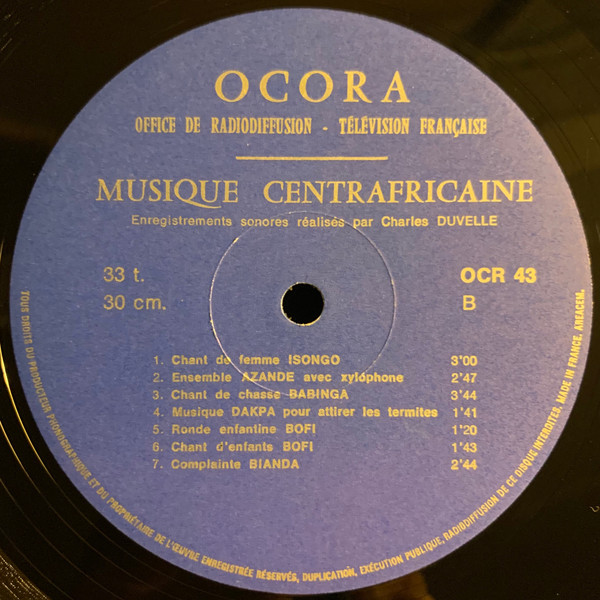 OCORA
OFFICE DE RADIODIFFUSION - TÉLÉVISION FRANÇAISE
MUSIQUE CENTRAFRICAINE
Enregistrements sonores réalisés par Charles DUVELLE
33 t. OCR 43
30 cm. B
1. Chant de femme ISONGO 3'00
2. Ensemble AZANDE avec xylophone 2'47
3. Chant de chasse BABINGA 3'44
4. Musique DAKPA pour attirer les termites 1'41
5. Ronde enfantine BOFI 1'20
6. Chant d'enfants BOFI 1'43
7. Complainte BIANDA 2'44
TOUS DROITS DU PRODUCTEUR PHONOGRAPHIQUE ET DU PROPRIÉTAIRE DE L'ŒUVRE ENREGISTRÉE RÉSERVÉS, DUPLICATION, EXÉCUTION PUBLIQUE, RADIODIFFUSION DE CE DISQUE INTERDITES. MADE IN FRANCE. AREACEM.